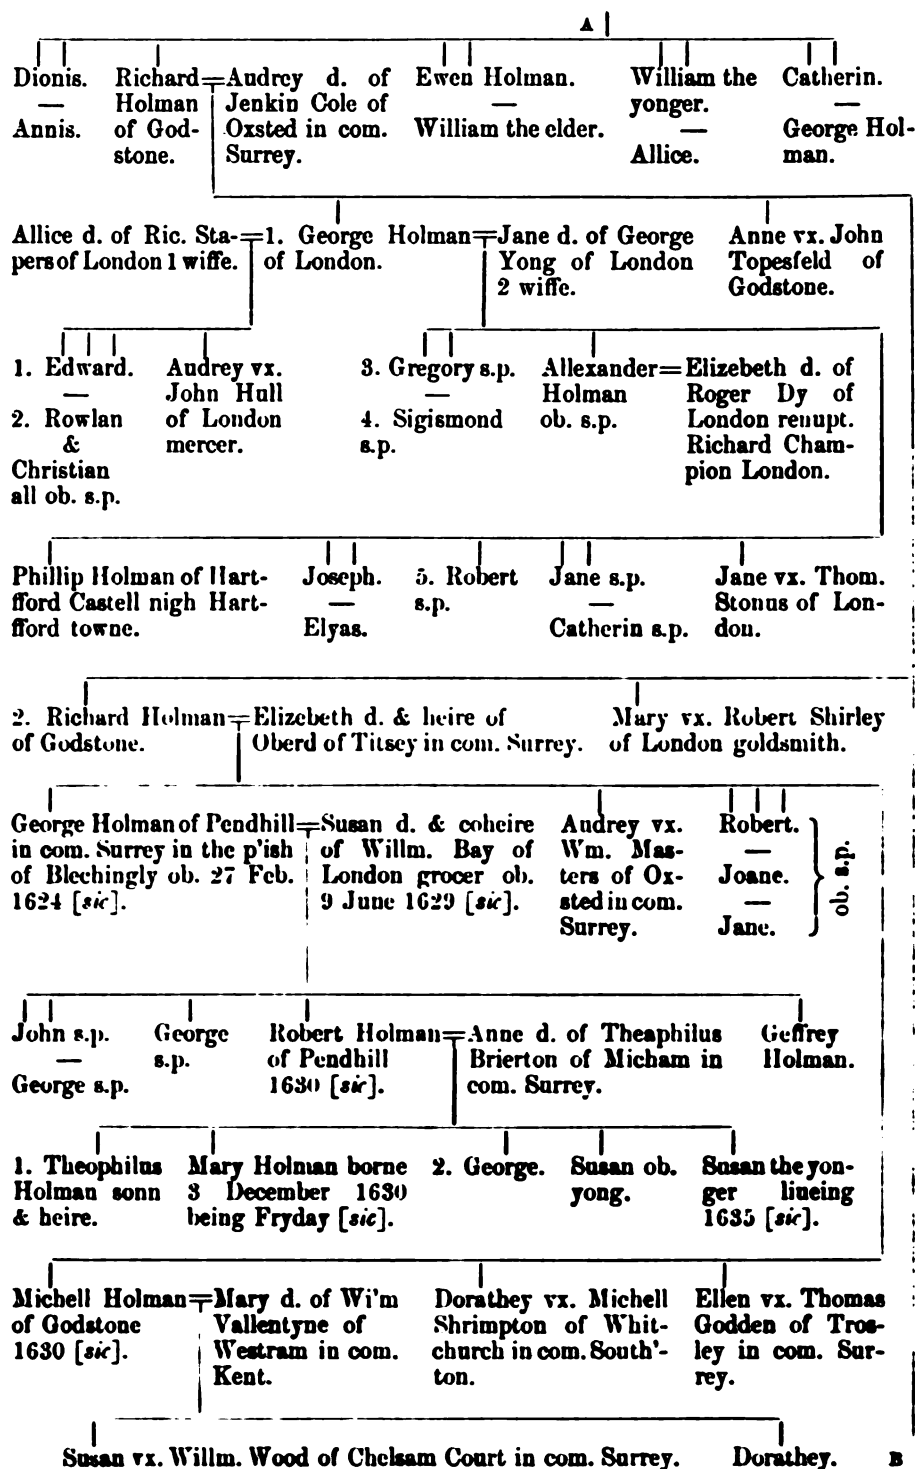 A
Dionis.
—
Annis.
Richard
Holman
of God-
stone.
Audrey d. of
Jenkin Cole of
Oxsted in com.
Surrey.
Ewen Holman.
—
William the elder.
William the
yonger.
—
Allice.
Catherin.
—
George Hol-
man.
Allice d. of Ric. Sta-
pers of London 1 wiffe.
1. George Holman
of London.
Jane d. of George
Yong of London
2 wiffe.
Anne vx. John
Topesfeld of
Godstone.
1. Edward.
—
2. Rowlan
&
Christian
all ob. s.p.
Audrey vx.
John Hull
of London
mercer.
3. Gregory s.p.
—
4. Sigismond
s.p.
Allexander
Holman
ob. s.p.
Elizebeth d. of
Roger Dy of
London renupt.
Richard Cham-
pion London.
Phillip Holman of Hart-
fford Castell nigh Hart-
fford towne.
Joseph.
—
Elyas.
5. Robert
s.p.
Jane s.p.
—
Catherin s.p.
Jane vx. Thom.
Stonus of Lon-
don.
2. Richard Holman
of Godstone.
Elizebeth d. & heire of
Oberd of Titsey in com. Surrey.
Mary vx. Robert Shirley
of London goldsmith.
George Holman of Pendhill
in com. Surrey in the p'ish
of Blechingly ob. 27 Feb.
1624 [sic].
Susan d. & coheire
of Willm. Bay of
London grocer ob.
9 June 1629 [sic].
Audrey vx.
Wm. Mas-
ters of Ox-
sted in com.
Surrey.
Robert.
—
Joane.
—
Jane.
ob. s.p.
John s.p.
—
George s.p.
George
s.p.
Robert Holman
of Pendhill
1630 [sic].
Anne d. of Theaphilus
Brierton of Micham in
com. Surrey.
Geffrey
Holman.
1. Theophilus
Holman sonn
& heire.
Mary Holman borne
3 December 1630
being Fryday [sic].
2. George.
Susan ob.
yong.
Susan the yon-
ger liueing
1635 [sic].
Michell Holman
of Godstone
1630 [sic].
Mary d. of Wi'm
Vallentyne of
Westram in com.
Kent.
Dorathey vx. Michell
Shrimpton of Whit-
church in com. South'-
ton.
Ellen vx. Thomas
Godden of Tros-
ley in com. Sur-
rey.
Susan vx. Willm. Wood of Chelsam Court in com. Surrey.
Dorathey.
B